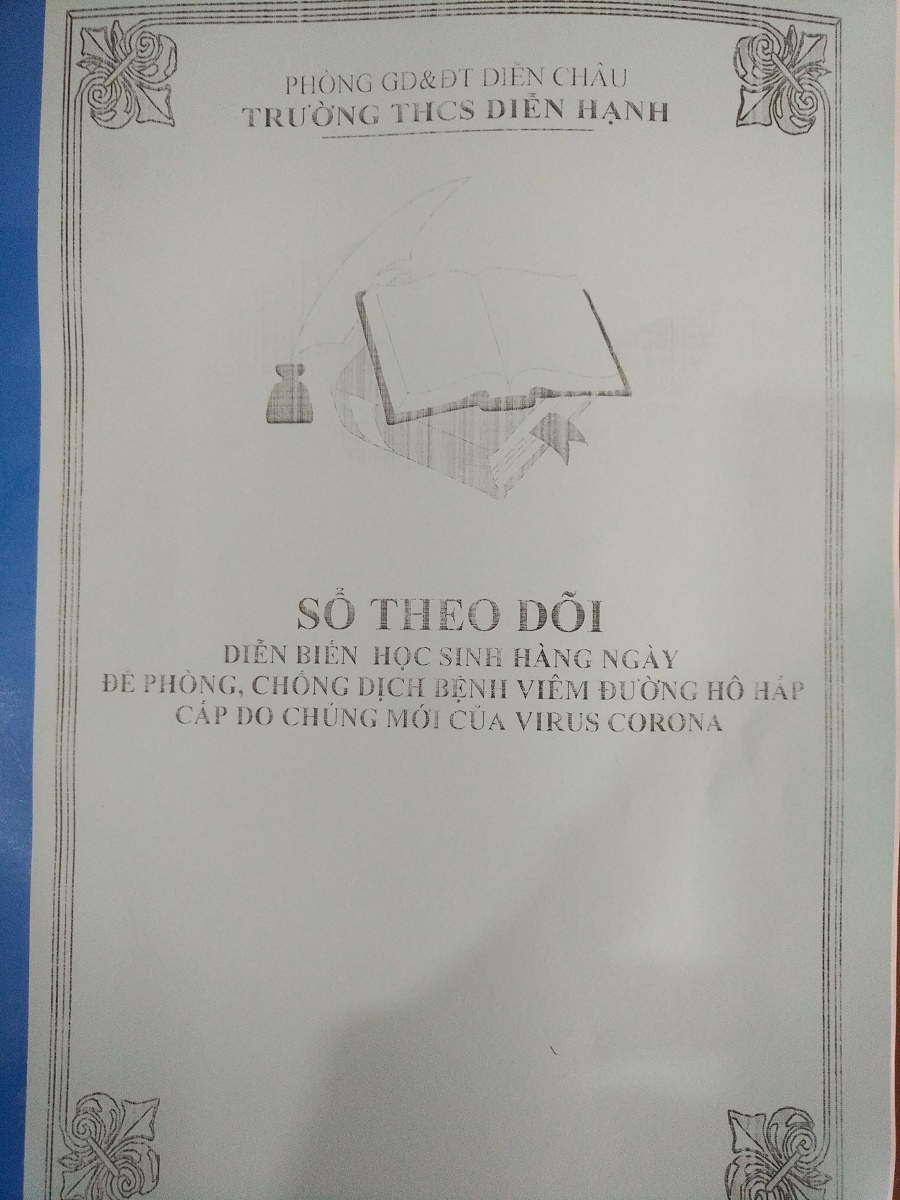 PHÒNG GD&ĐT DIỄN CHÂU
TRƯỜNG THCS DIỄN HẠNH
SỔ THEO DÕI
DIỄN BIẾN HỌC SINH HÀNG NGÀY
ĐỂ PHÒNG, CHỐNG DỊCH BỆNH VIÊM ĐƯỜNG HÔ HẤP
CẤP DO CHỦNG MỚI CỦA VIRUS CORONA